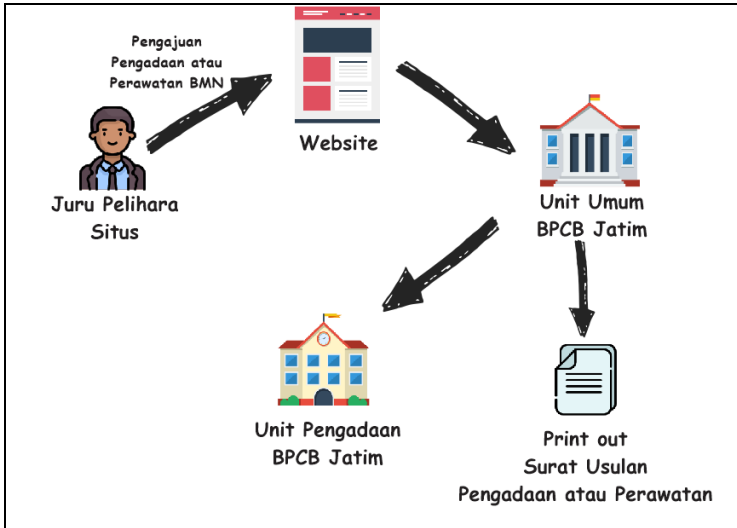 Pengajuan
Pengadaan atau
Perawatan BMN
Website
Juru Pelihara
Situs
Unit Umum
BPCB Jatim
Unit Pengadaan
BPCB Jatim
Print out
Surat Usulan
Pengadaan atau Perawatan